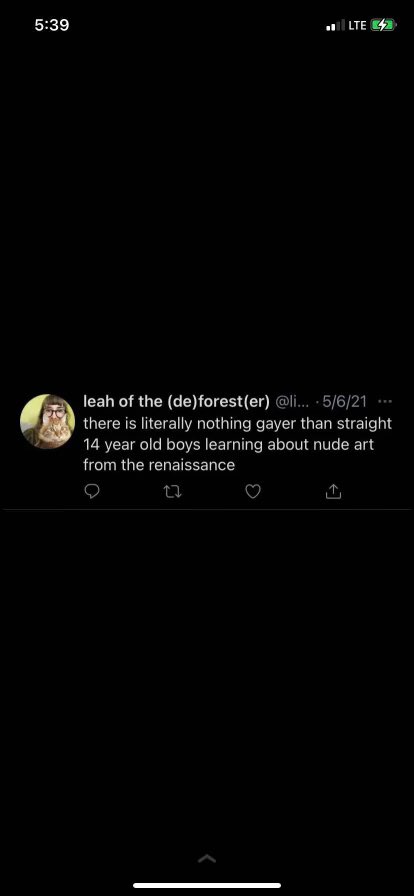 5:39 LTE
leah of the (de)forest(er) @li... · 5/6/21
there is literally nothing gayer than straight
14 year old boys learning about nude art
from the renaissance